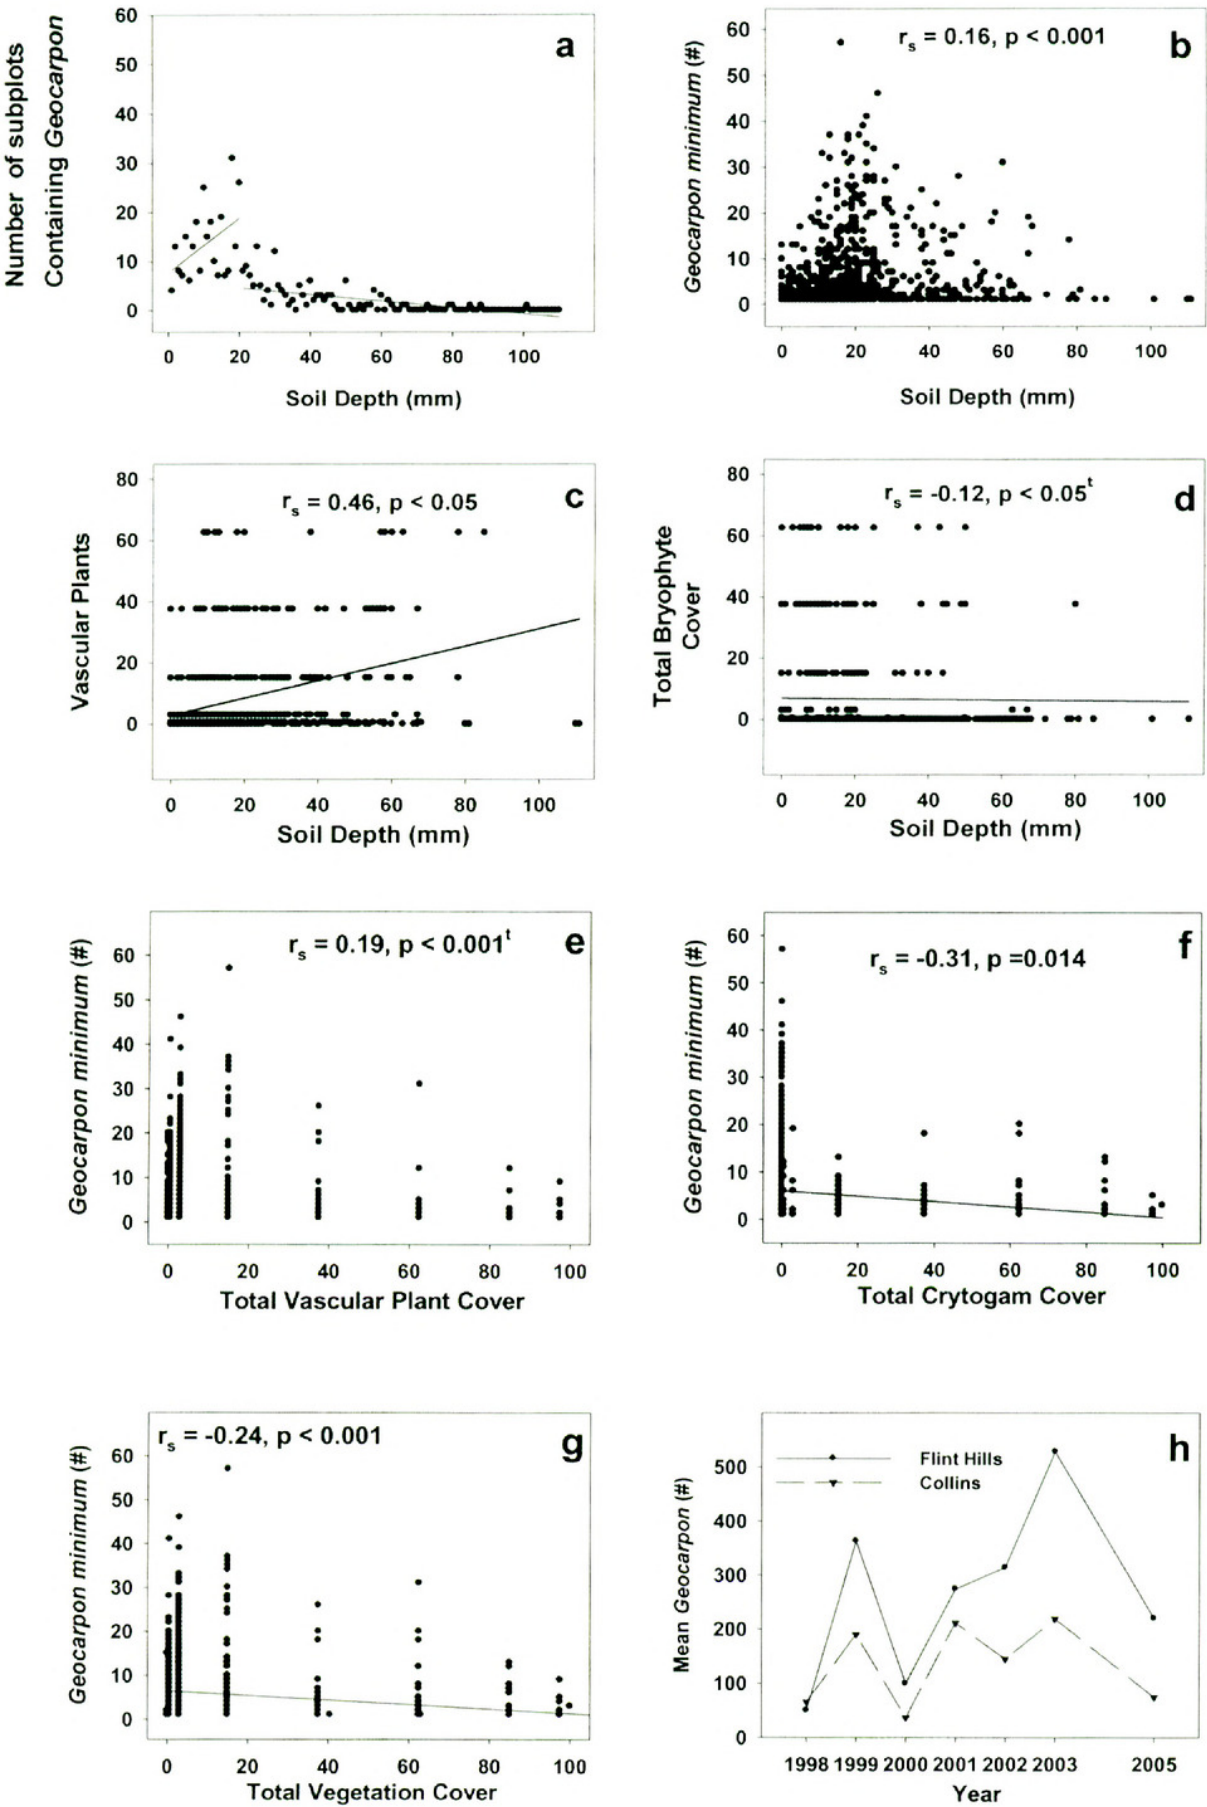 Number of subplots
Containing Geocarpon
60
50
40
30
20
10
0
a
0 20 40 60 80 100
Soil Depth (mm)
Geocarpon minimum (#)
60
50
40
30
20
10
0
rs = 0.16, p < 0.001
b
0 20 40 60 80 100
Soil Depth (mm)
Vascular Plants
80
60
40
20
0
rs = 0.46, p < 0.05
c
0 20 40 60 80 100
Soil Depth (mm)
Total Bryophyte
Cover
80
60
40
20
0
rs = -0.12, p < 0.05t
d
0 20 40 60 80 100
Soil Depth (mm)
Geocarpon minimum (#)
60
50
40
30
20
10
0
rs = 0.19, p < 0.001t
e
0 20 40 60 80 100
Total Vascular Plant Cover
Geocarpon minimum (#)
60
50
40
30
20
10
0
rs = -0.31, p =0.014
f
0 20 40 60 80 100
Total Crytogam Cover
Geocarpon minimum (#)
60
50
40
30
20
10
0
rs = -0.24, p < 0.001
g
0 20 40 60 80 100
Total Vegetation Cover
Mean Geocarpon (#)
500
400
300
200
100
0
Flint Hills
Collins
h
1998 1999 2000 2001 2002 2003 2005
Year